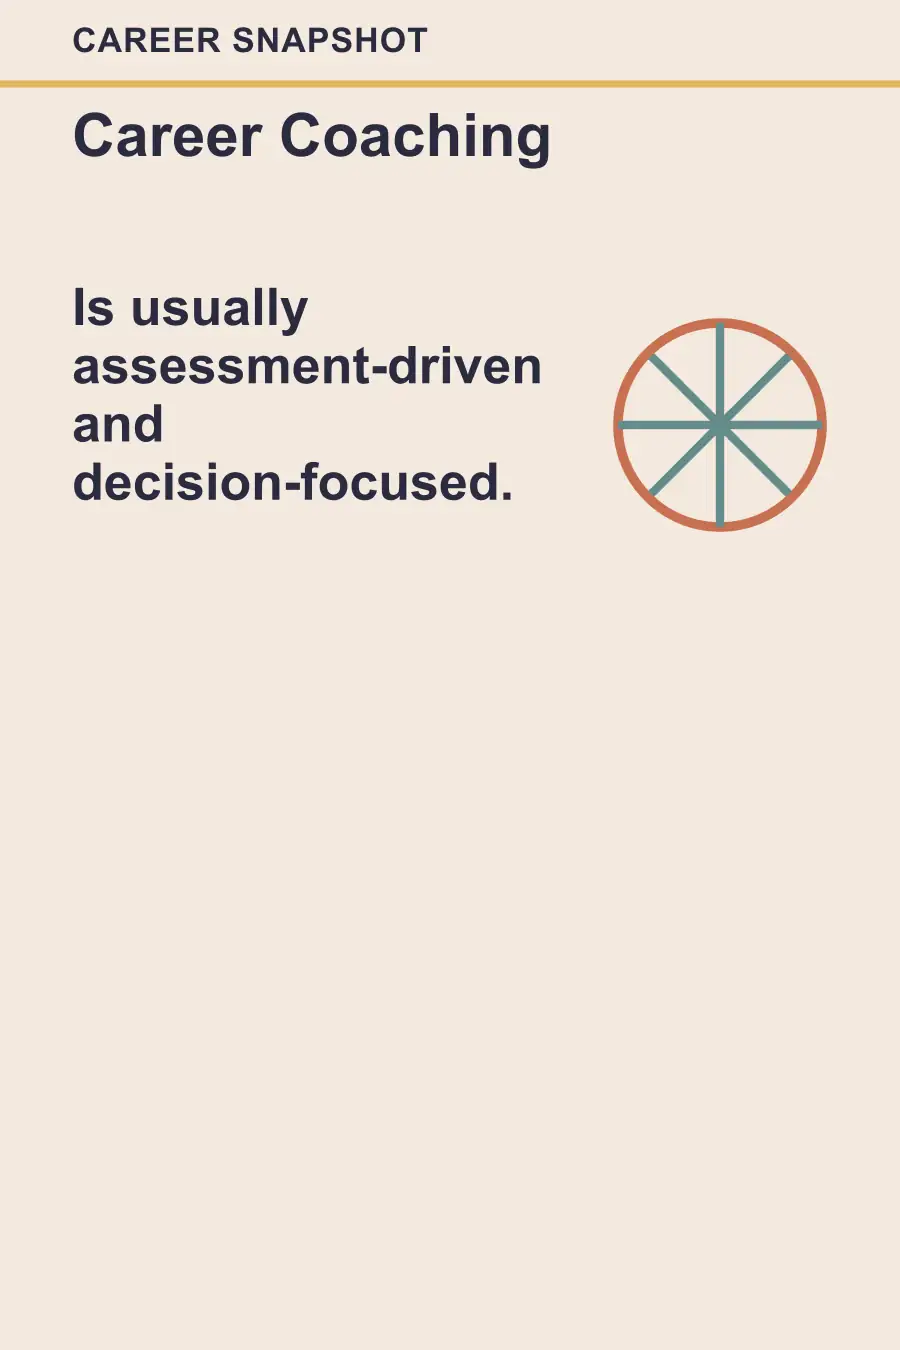 CAREER SNAPSHOT
Career Coaching
Is usually
assessment-driven
and
decision-focused.